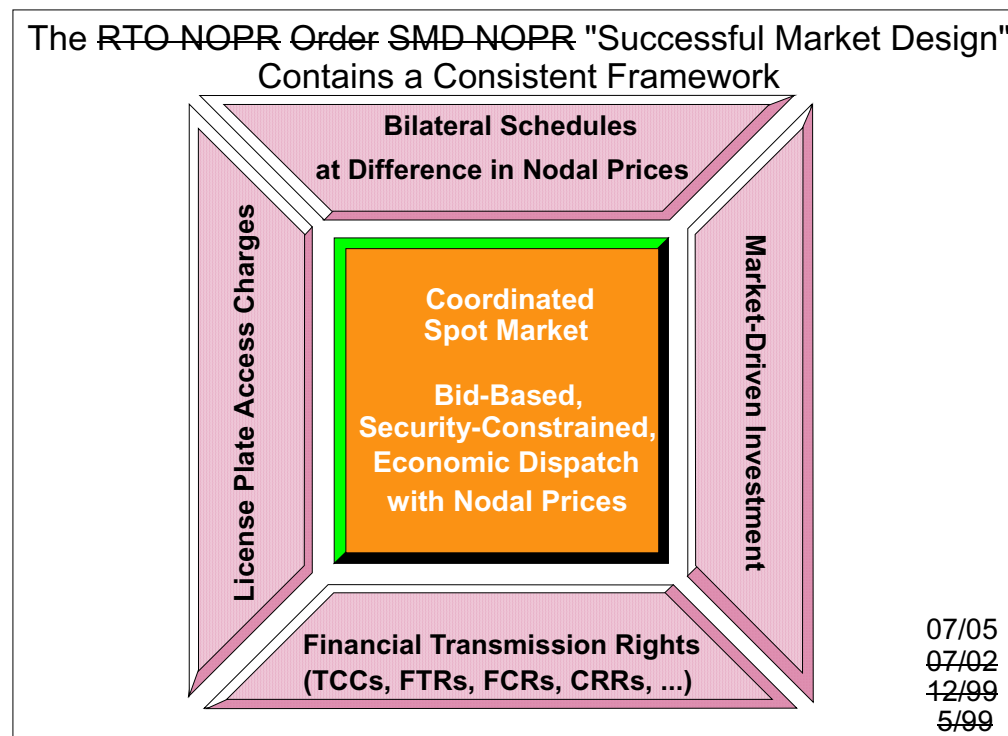 The RTO NOPR Order SMD NOPR "Successful Market Design"
Contains a Consistent Framework
Bilateral Schedules
at Difference in Nodal Prices
License Plate Access Charges
Coordinated
Spot Market
Bid-Based,
Security-Constrained,
Economic Dispatch
with Nodal Prices
Market-Driven Investment
Financial Transmission Rights
(TCCs, FTRs, FCRs, CRRs, ...)
07/05
07/02
12/99
5/99